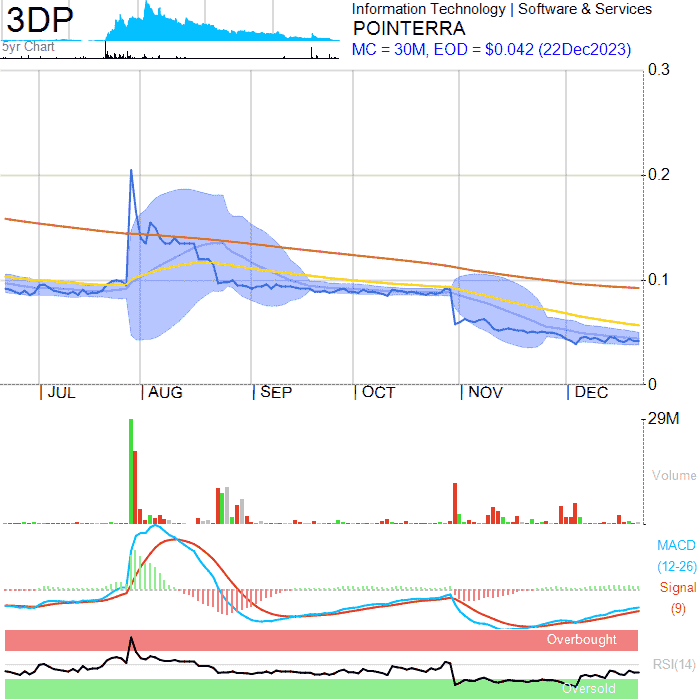 3DP
5yr Chart
Information Technology | Software & Services
POINTERRA
MC = 30M, EOD = $0.042 (22Dec2023)
0.3
0.2
0.1
0
| JUL | AUG | SEP | OCT | NOV | DEC
29M
Volume
MACD
(12-26)
Signal
(9)
Overbought
RSI(14)
Oversold